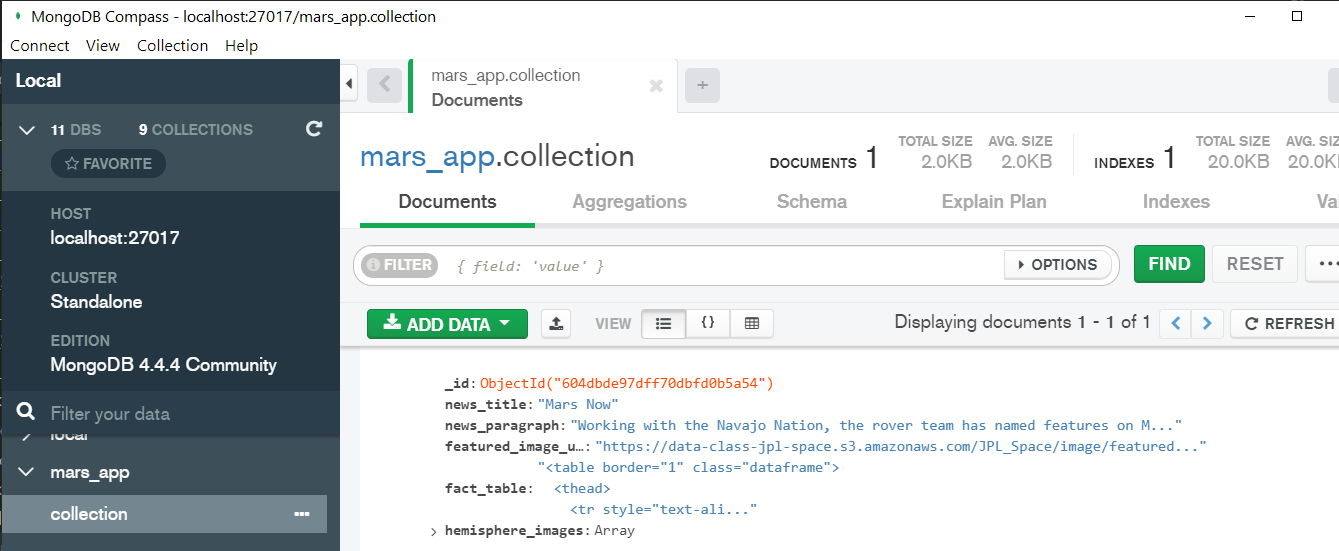 MongoDB Compass - localhost:27017/mars_app.collection
Connect View Collection Help
Local
11 DBS 9 COLLECTIONS
FAVORITE
HOST
localhost:27017
CLUSTER
Standalone
EDITION
MongoDB 4.4.4 Community
Filter your data
local
mars_app
collection
mars_app.collection
Documents
mars_app.collection
DOCUMENTS 1
TOTAL SIZE AVG. SIZE
2.0KB 2.0KB
INDEXES 1
TOTAL SIZE AVG. SIZ
20.0KB 20.0K
Documents Aggregations Schema Explain Plan Indexes Va
FILTER { field: 'value' } OPTIONS FIND RESET
ADD DATA VIEW { } Displaying documents 1 - 1 of 1 REFRESH
_id: ObjectId("604dbde97dff70dbfd0b5a54")
news_title: "Mars Now"
news_paragraph: "Working with the Navajo Nation, the rover team has named features on M..."
featured_image_u…: "https://data-class-jpl-space.s3.amazonaws.com/JPL_Space/image/featured..."
"<table border="1" class="dataframe">
fact_table: <thead>
<tr style="text-ali..."
hemisphere_images: Array